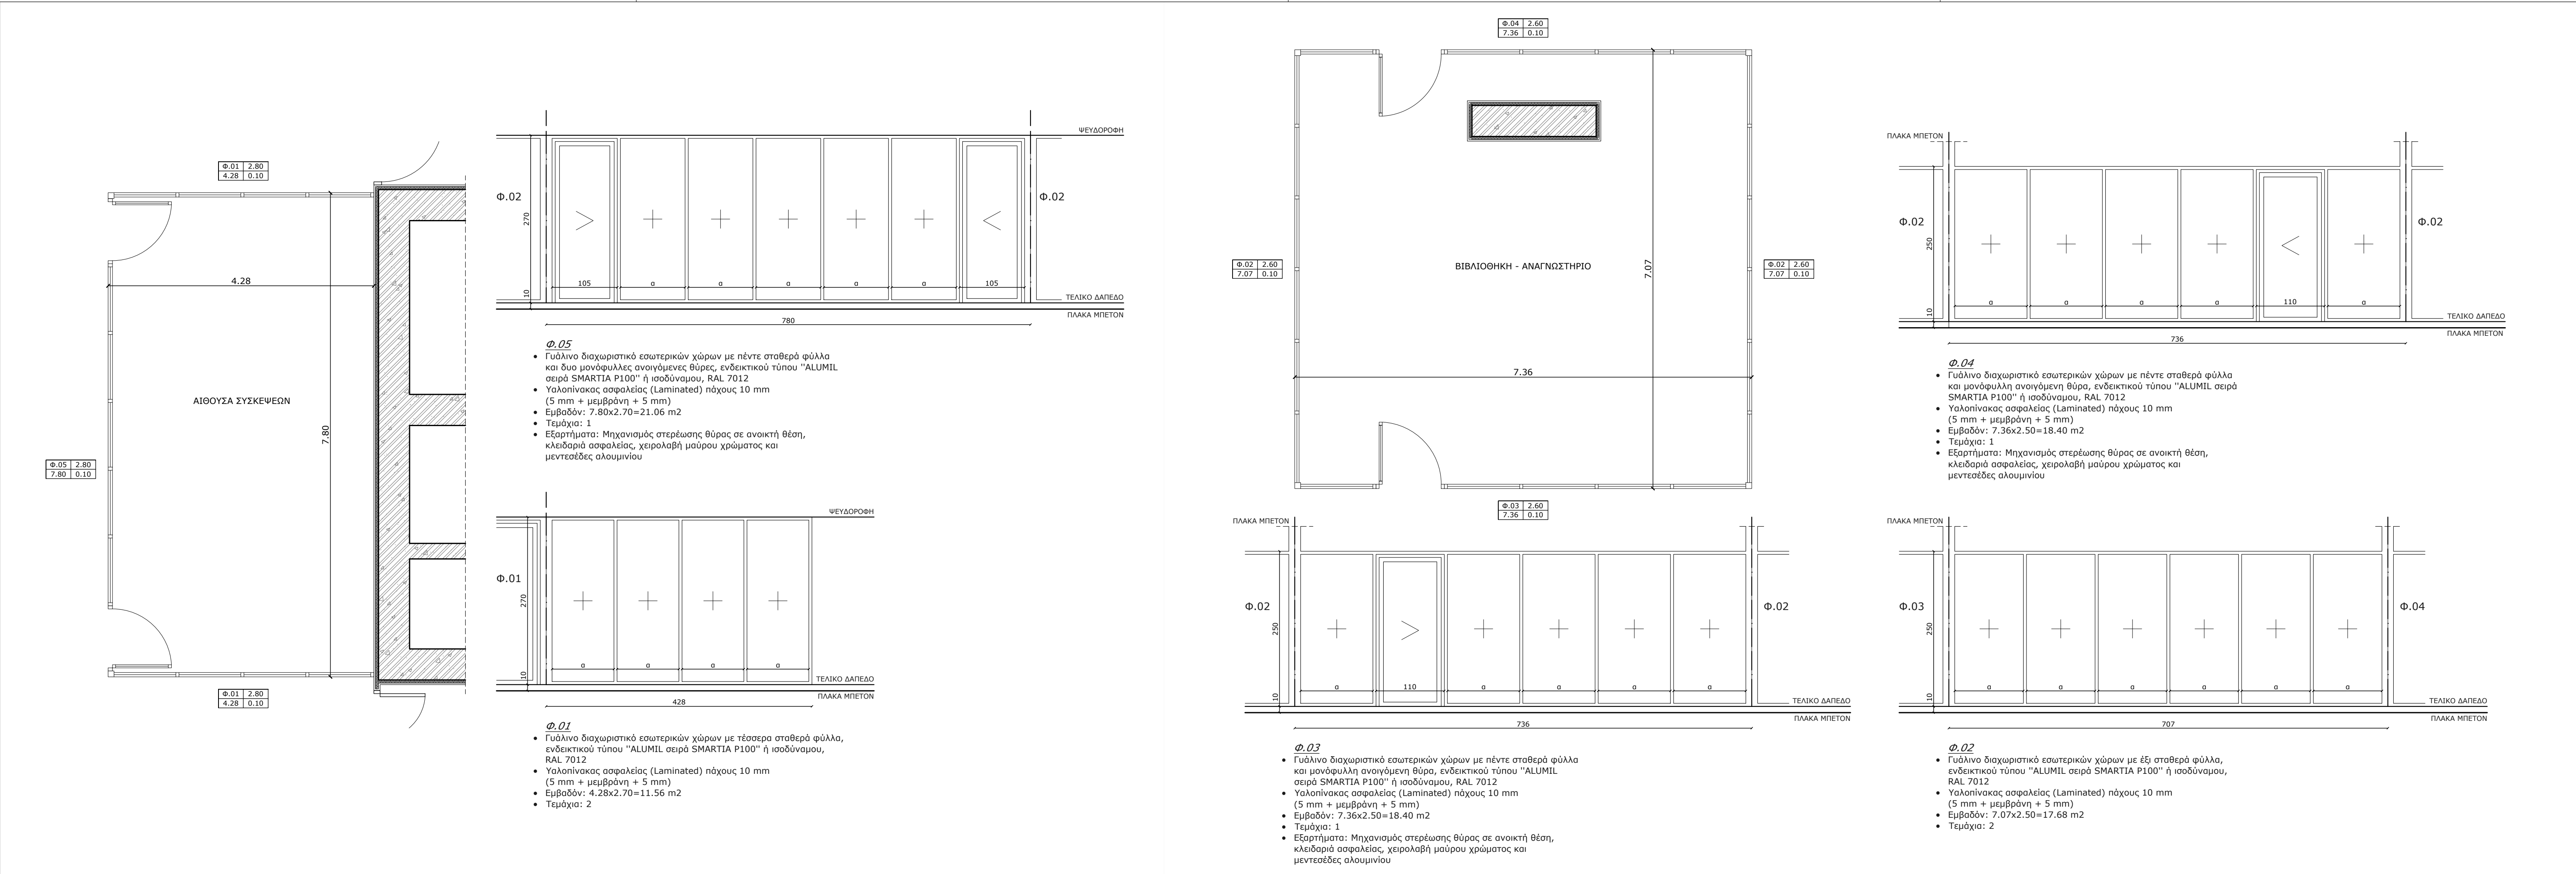 Φ.01 2.80
4.28 0.10
4.28
7.80
ΑΙΘΟΥΣΑ ΣΥΣΚΕΨΕΩΝ
Φ.05 2.80
7.80 0.10
Φ.01 2.80
4.28 0.10
ΨΕΥΔΟΡΟΦΗ
Φ.02
Φ.02
270
10
105 α α α α α 105
ΤΕΛΙΚΟ ΔΑΠΕΔΟ
ΠΛΑΚΑ ΜΠΕΤΟΝ
780
Φ.05
• Γυάλινο διαχωριστικό εσωτερικών χώρων με πέντε σταθερά φύλλα
και δυο μονόφυλλες ανοιγόμενες θύρες, ενδεικτικού τύπου ''ALUMIL
σειρά SMARTIA P100'' ή ισοδύναμου, RAL 7012
• Υαλοπίνακας ασφαλείας (Laminated) πάχους 10 mm
(5 mm + μεμβράνη + 5 mm)
• Εμβαδόν: 7.80x2.70=21.06 m2
• Τεμάχια: 1
• Εξαρτήματα: Μηχανισμός στερέωσης θύρας σε ανοικτή θέση,
κλειδαριά ασφαλείας, χειρολαβή μαύρου χρώματος και
μεντεσέδες αλουμινίου
ΨΕΥΔΟΡΟΦΗ
Φ.01
270
10
α α α α
ΤΕΛΙΚΟ ΔΑΠΕΔΟ
ΠΛΑΚΑ ΜΠΕΤΟΝ
428
Φ.01
• Γυάλινο διαχωριστικό εσωτερικών χώρων με τέσσερα σταθερά φύλλα,
ενδεικτικού τύπου ''ALUMIL σειρά SMARTIA P100'' ή ισοδύναμου,
RAL 7012
• Υαλοπίνακας ασφαλείας (Laminated) πάχους 10 mm
(5 mm + μεμβράνη + 5 mm)
• Εμβαδόν: 4.28x2.70=11.56 m2
• Τεμάχια: 2
Φ.04 2.60
7.36 0.10
Φ.02 2.60
7.07 0.10
ΒΙΒΛΙΟΘΗΚΗ - ΑΝΑΓΝΩΣΤΗΡΙΟ
7.07
7.36
Φ.02 2.60
7.07 0.10
Φ.03 2.60
7.36 0.10
ΠΛΑΚΑ ΜΠΕΤΟΝ
Φ.02
Φ.02
250
10
α 110 α α α α
ΤΕΛΙΚΟ ΔΑΠΕΔΟ
ΠΛΑΚΑ ΜΠΕΤΟΝ
736
Φ.03
• Γυάλινο διαχωριστικό εσωτερικών χώρων με πέντε σταθερά φύλλα
και μονόφυλλη ανοιγόμενη θύρα, ενδεικτικού τύπου ''ALUMIL
σειρά SMARTIA P100'' ή ισοδύναμου, RAL 7012
• Υαλοπίνακας ασφαλείας (Laminated) πάχους 10 mm
(5 mm + μεμβράνη + 5 mm)
• Εμβαδόν: 7.36x2.50=18.40 m2
• Τεμάχια: 1
• Εξαρτήματα: Μηχανισμός στερέωσης θύρας σε ανοικτή θέση,
κλειδαριά ασφαλείας, χειρολαβή μαύρου χρώματος και
μεντεσέδες αλουμινίου
ΠΛΑΚΑ ΜΠΕΤΟΝ
Φ.02
Φ.02
250
10
α α α α 110 α
ΤΕΛΙΚΟ ΔΑΠΕΔΟ
ΠΛΑΚΑ ΜΠΕΤΟΝ
736
Φ.04
• Γυάλινο διαχωριστικό εσωτερικών χώρων με πέντε σταθερά φύλλα
και μονόφυλλη ανοιγόμενη θύρα, ενδεικτικού τύπου ''ALUMIL σειρά
SMARTIA P100'' ή ισοδύναμου, RAL 7012
• Υαλοπίνακας ασφαλείας (Laminated) πάχους 10 mm
(5 mm + μεμβράνη + 5 mm)
• Εμβαδόν: 7.36x2.50=18.40 m2
• Τεμάχια: 1
• Εξαρτήματα: Μηχανισμός στερέωσης θύρας σε ανοικτή θέση,
κλειδαριά ασφαλείας, χειρολαβή μαύρου χρώματος και
μεντεσέδες αλουμινίου
ΠΛΑΚΑ ΜΠΕΤΟΝ
Φ.03
Φ.04
250
10
α α α α α α
ΤΕΛΙΚΟ ΔΑΠΕΔΟ
ΠΛΑΚΑ ΜΠΕΤΟΝ
707
Φ.02
• Γυάλινο διαχωριστικό εσωτερικών χώρων με έξι σταθερά φύλλα,
ενδεικτικού τύπου ''ALUMIL σειρά SMARTIA P100'' ή ισοδύναμου,
RAL 7012
• Υαλοπίνακας ασφαλείας (Laminated) πάχους 10 mm
(5 mm + μεμβράνη + 5 mm)
• Εμβαδόν: 7.07x2.50=17.68 m2
• Τεμάχια: 2